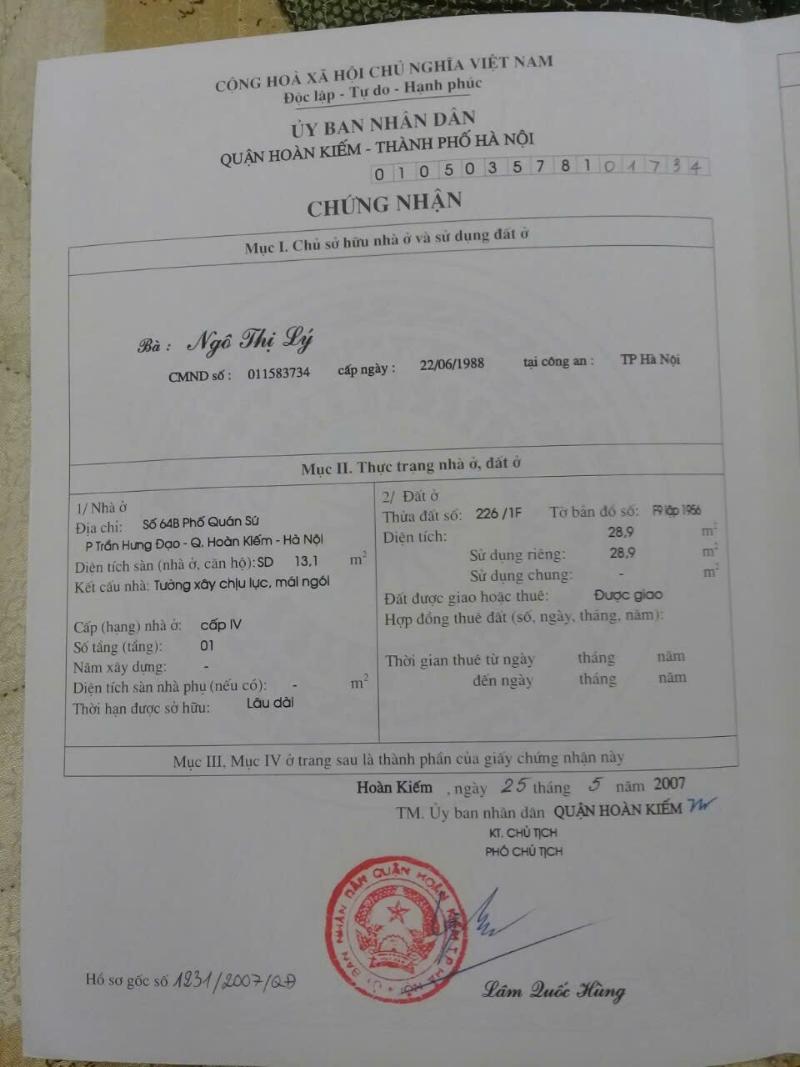 CỘNG HOÀ XÃ HỘI CHỦ NGHĨA VIỆT NAM
Độc lập - Tự do - Hạnh phúc
ỦY BAN NHÂN DÂN
QUẬN HOÀN KIẾM - THÀNH PHỐ HÀ NỘI
0 1 0 5 0 3 5 7 8 1 0 1 7 3 4
CHỨNG NHẬN
Mục I. Chủ sở hữu nhà ở và sử dụng đất ở
Bà : Ngô Thị Lý
CMND số : 011583734 cấp ngày : 22/06/1988 tại công an : TP Hà Nội
Mục II. Thực trạng nhà ở, đất ở
1/ Nhà ở
Địa chỉ: Số 64B Phố Quán Sứ
P Trần Hưng Đạo - Q. Hoàn Kiếm - Hà Nội
Diện tích sàn (nhà ở, căn hộ): SD 13,1 m²
Kết cấu nhà: Tường xây chịu lực, mái ngói
Cấp (hạng) nhà ở: cấp IV
Số tầng (tầng): 01
Năm xây dựng: -
Diện tích sàn nhà phụ (nếu có): - m²
Thời hạn được sở hữu: Lâu dài
2/ Đất ở
Thửa đất số: 226 /1F Tờ bản đồ số: F9 lập 1956
Diện tích: 28,9 m²
Sử dụng riêng: 28,9 m²
Sử dụng chung: - m²
Đất được giao hoặc thuê: Được giao
Hợp đồng thuê đất (số, ngày, tháng, năm):
Thời gian thuê từ ngày tháng năm
đến ngày tháng năm
Mục III, Mục IV ở trang sau là thành phần của giấy chứng nhận này
Hoàn Kiếm , ngày 25 tháng 5 năm 2007
TM. Ủy ban nhân dân QUẬN HOÀN KIẾM
KT. CHỦ TỊCH
PHÓ CHỦ TỊCH
ỦY BAN NHÂN DÂN QUẬN HOÀN KIẾM T.P HÀ NỘI
Hồ sơ gốc số 1231/2007/QĐ
Lâm Quốc Hùng